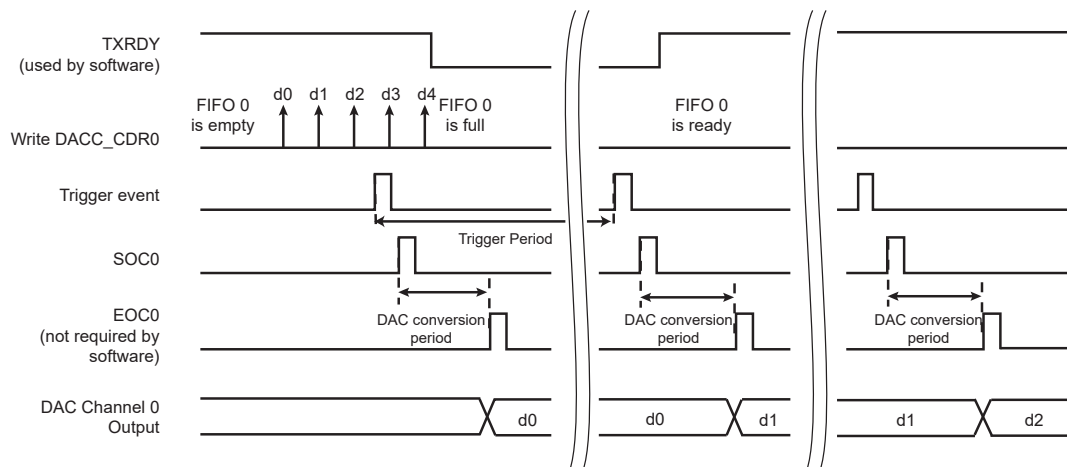 TXRDY
(used by software)
FIFO 0
is empty
d0 d1 d2 d3 d4
FIFO 0
is full
FIFO 0
is ready
Write DACC_CDR0
Trigger event
Trigger Period
SOC0
EOC0
(not required by
software)
DAC conversion
period
DAC conversion
period
DAC conversion
period
DAC Channel 0
Output
d0 d0 d1 d1 d2